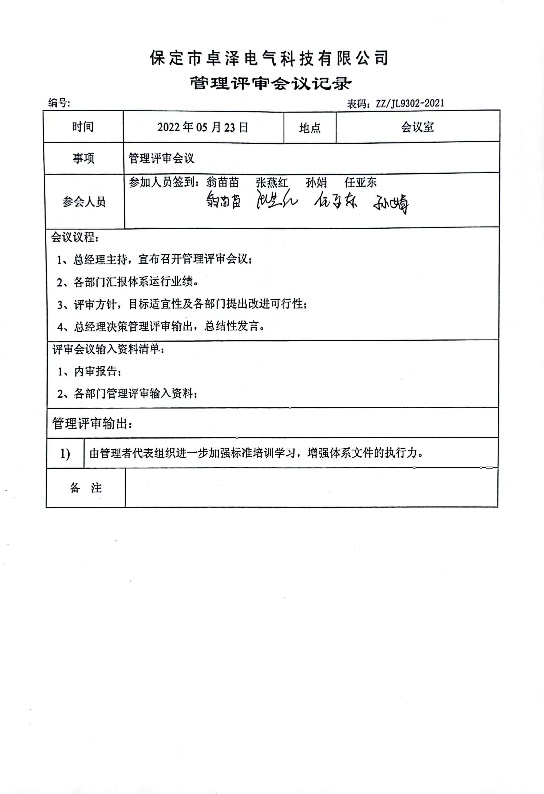 保定市卓泽电气科技有限公司
管理评审会议记录
编号: 表码: ZZ/JL9302-2021
时间 2022 年 05 月 23 日 地点 会议室
事项 管理评审会议
参会人员 参加人员签到: 翁苗苗 张燕红 孙娟 任亚东
翁苗苗 张燕红 任亚东 孙娟
会议议程:
1、总经理主持，宣布召开管理评审会议;
2、各部门汇报体系运行业绩。
3、评审方针，目标适宜性及各部门提出改进可行性;
4、总经理决策管理评审输出，总结性发言。
评审会议输入资料清单:
1、内审报告;
2、各部门管理评审输入资料;
管理评审输出:
1) 由管理者代表组织进一步加强标准培训学习，增强体系文件的执行力。
备 注